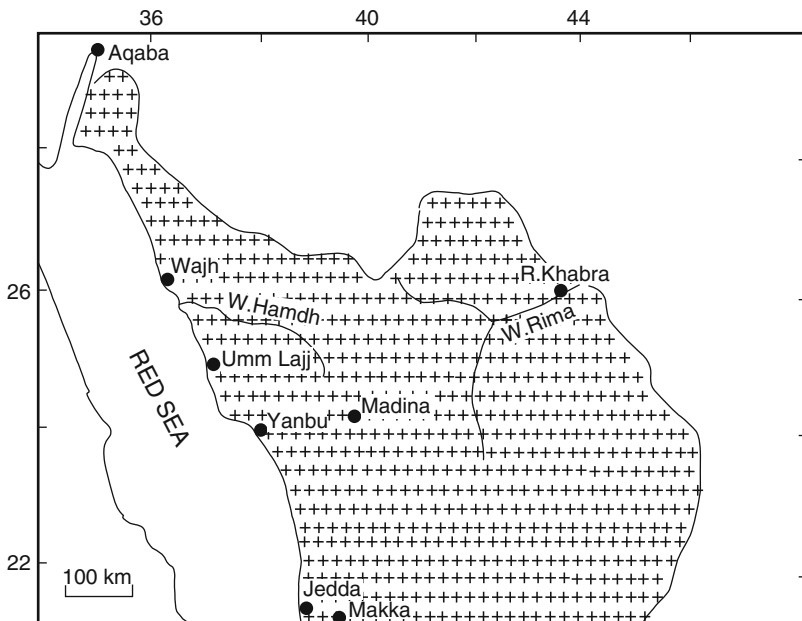 36 40 44
Aqaba
Wajh
R.Khabra
26
W.Hamdh
W.Rima
Umm Lajj
RED SEA
Madina
Yanbu
22
100 km
Jedda
Makka